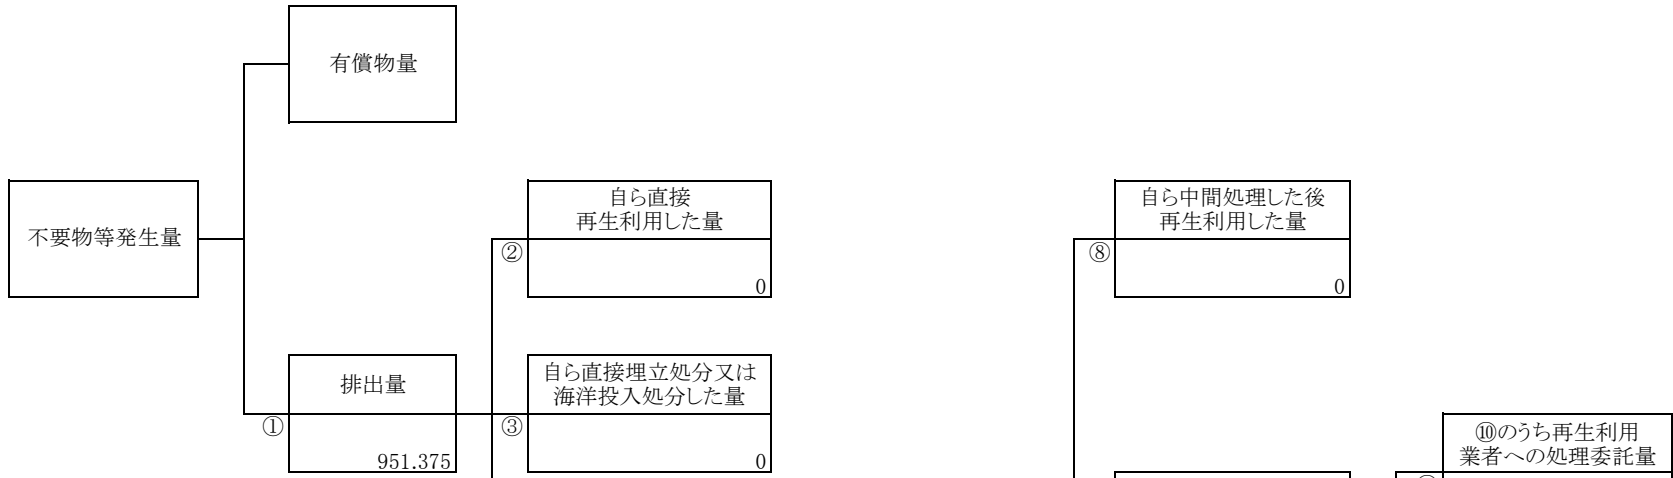 有償物量
不要物等発生量
自ら直接
再生利用した量
②
0
自ら中間処理した後
再生利用した量
⑧
0
排出量
①
951.375
自ら直接埋立処分又は
海洋投入処分した量
③
0
⑩のうち再生利用
業者への処理委託量